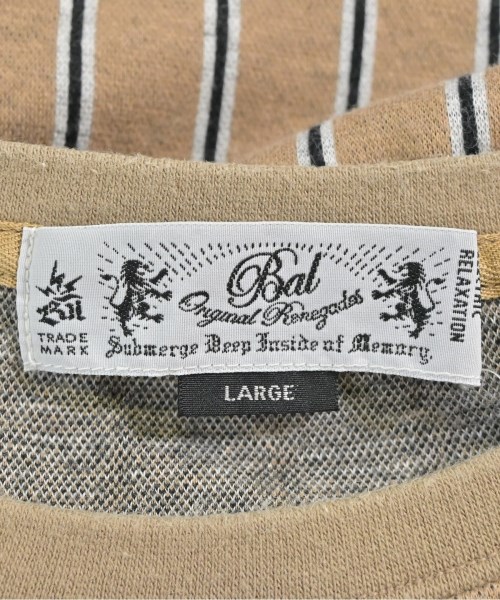 Bal
Original Renegades
Submerge Deep Inside of Memory.
Bal
TRADE
MARK
RELAXATION
LARGE